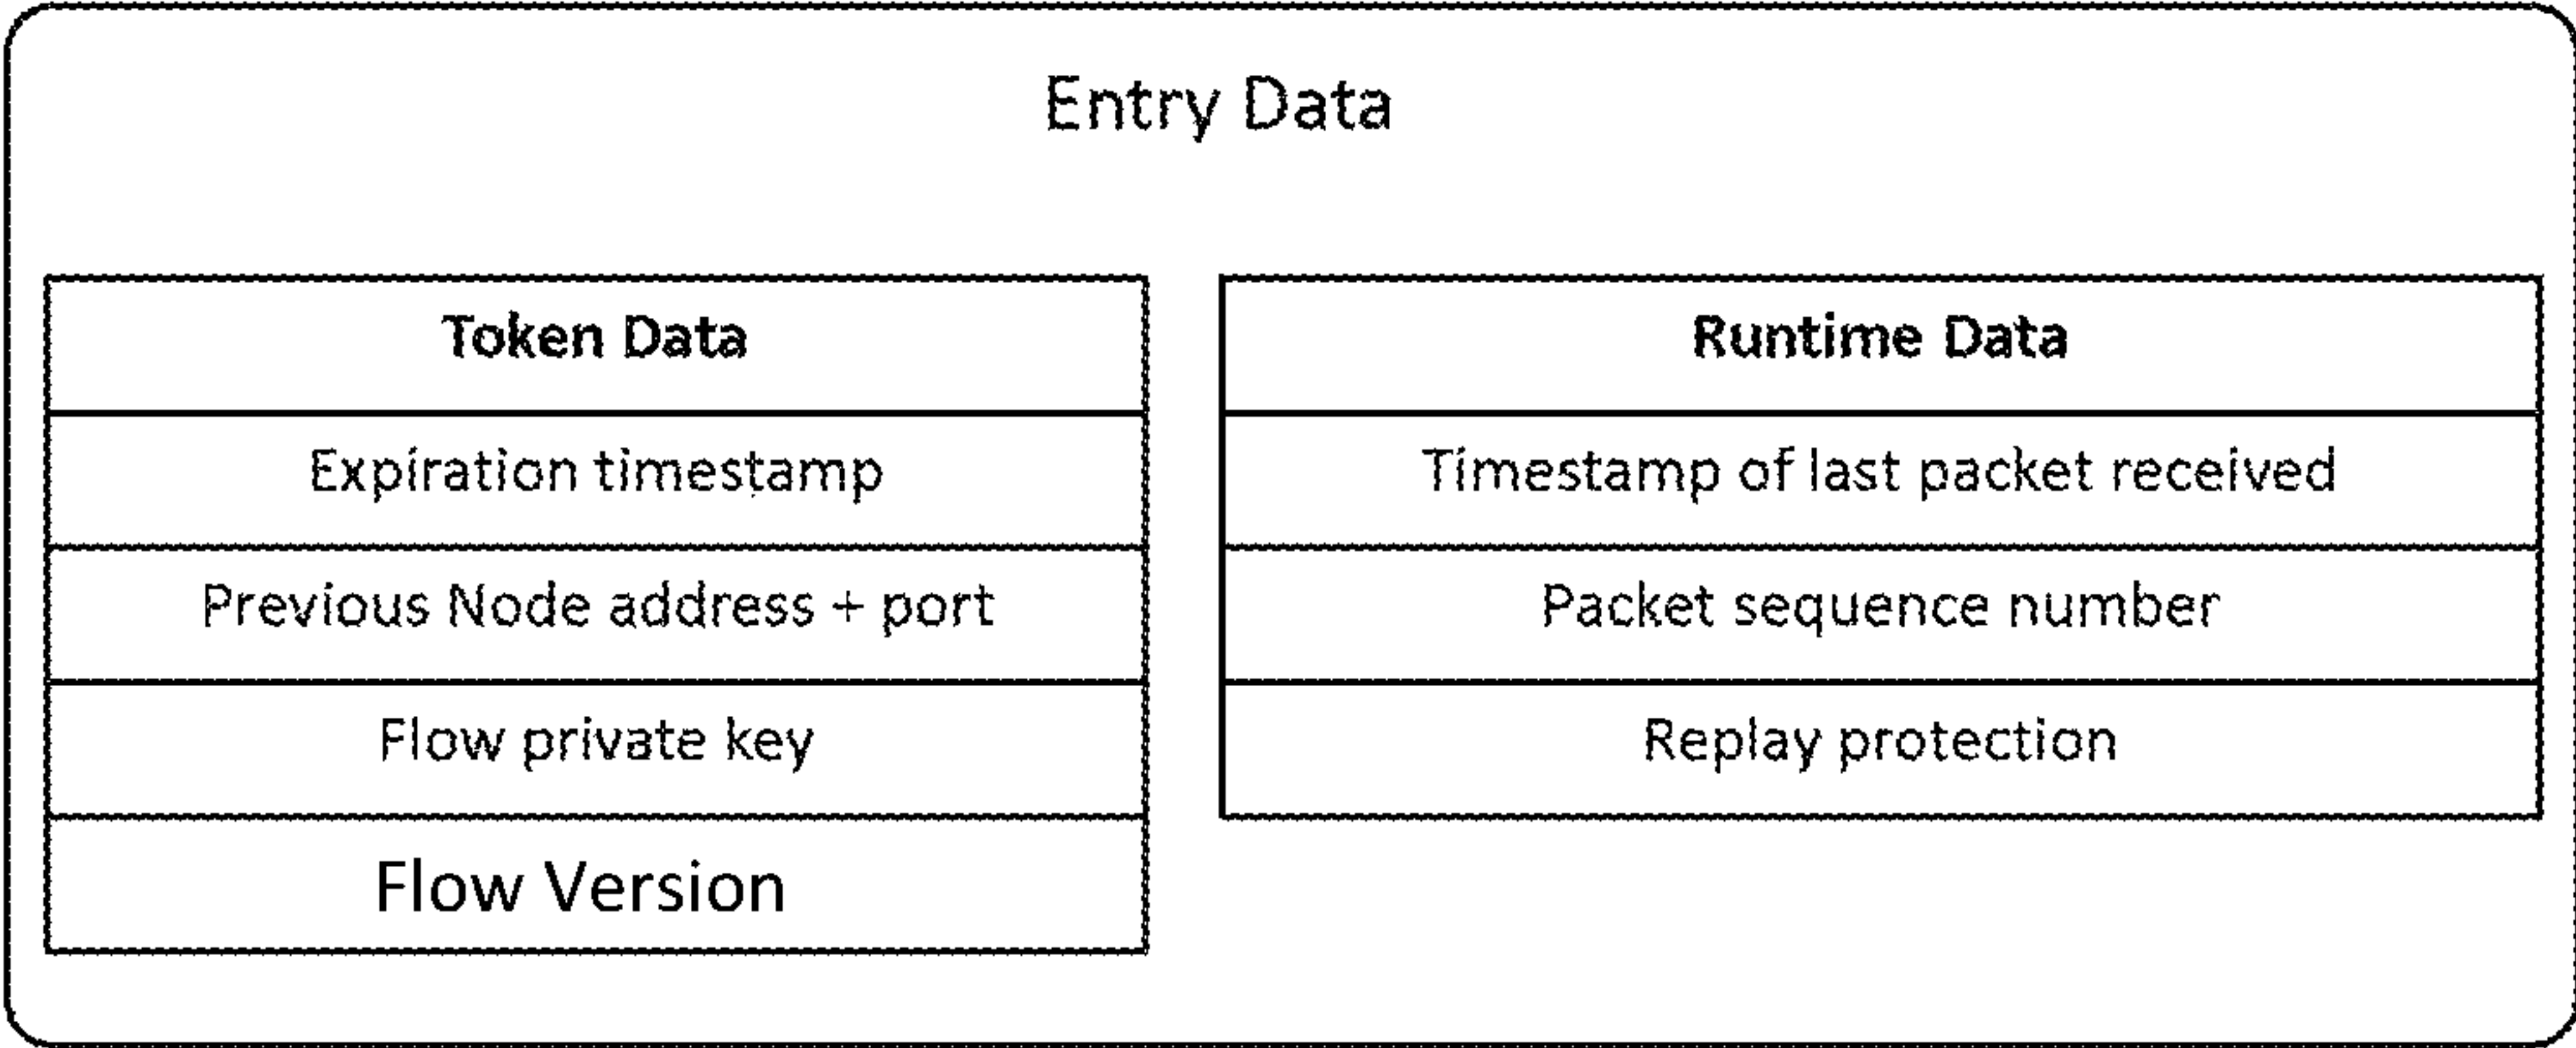 Entry Data
Token Data
Expiration timestamp
Previous Node address + port
Flow private key
Flow Version
Runtime Data
Timestamp of last packet received
Packet sequence number
Replay protection